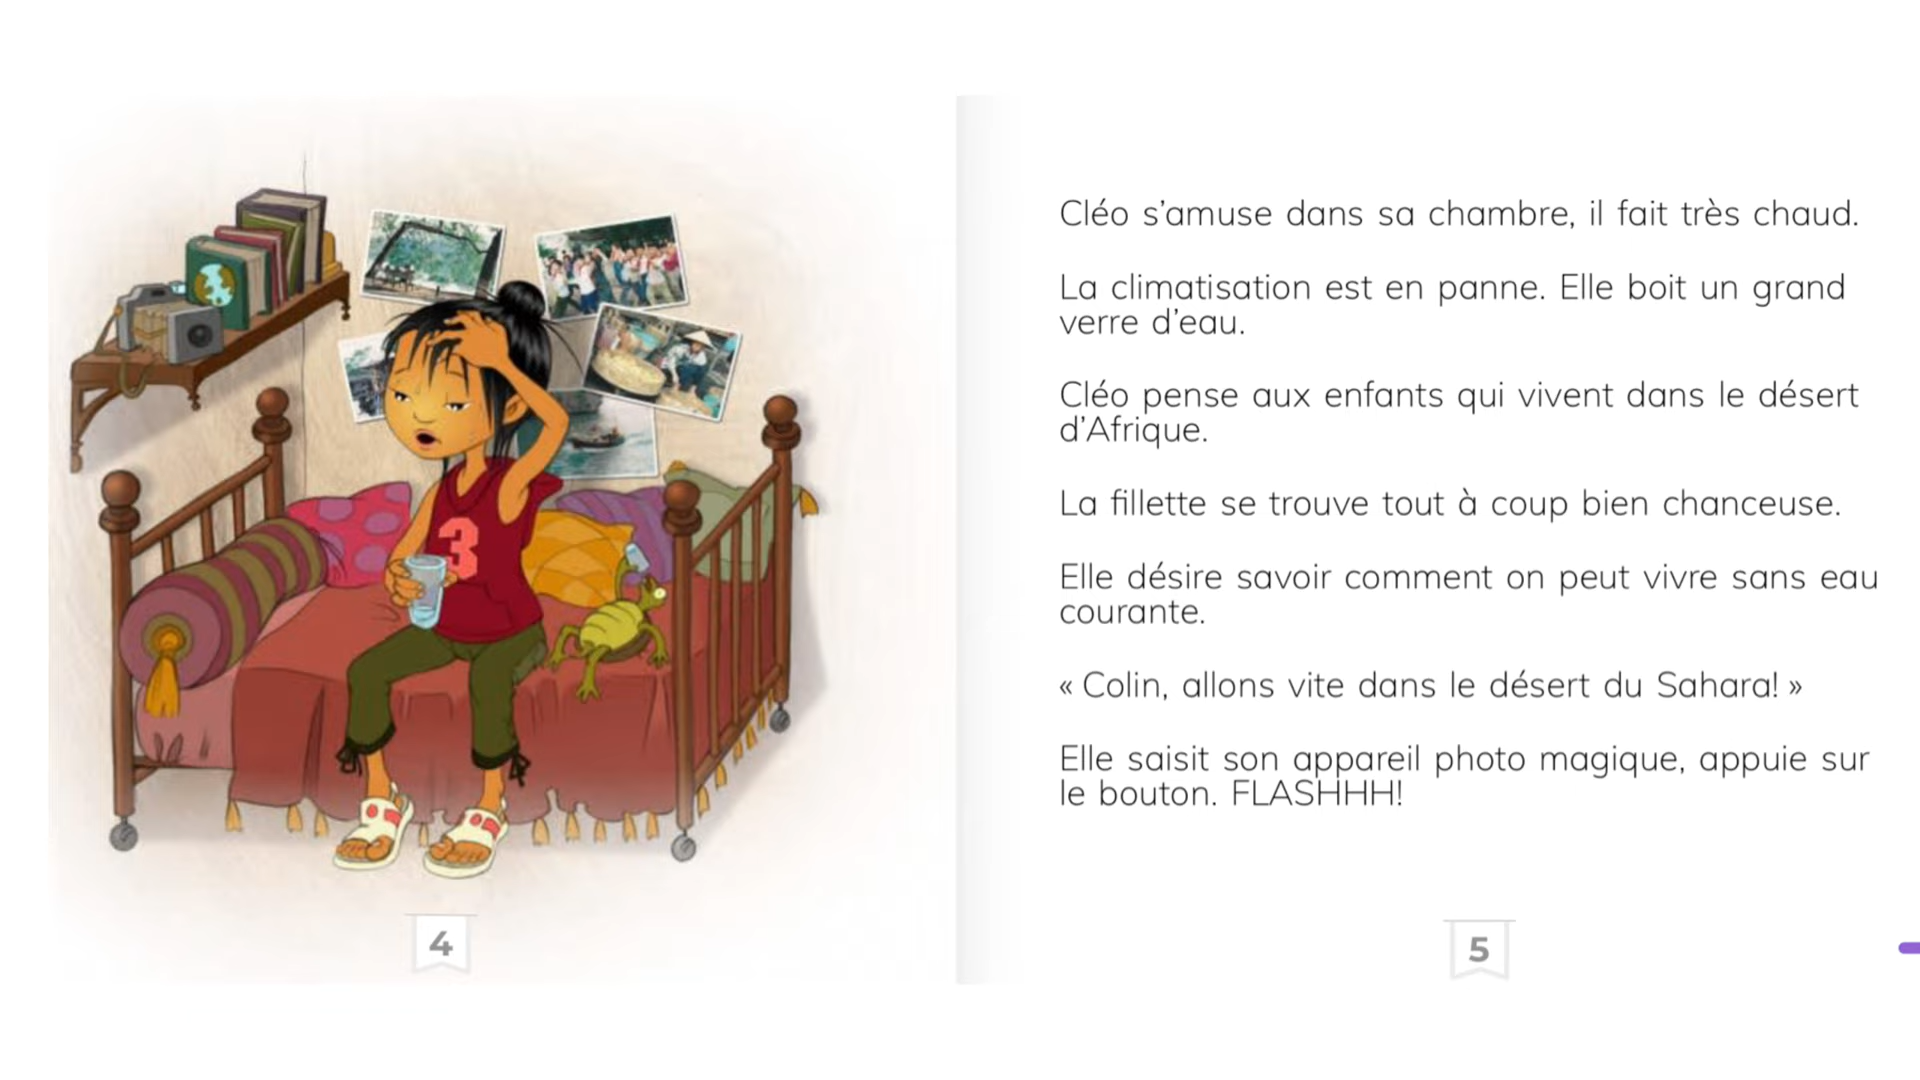 3
4
Cléo s’amuse dans sa chambre, il fait très chaud.
La climatisation est en panne. Elle boit un grand
verre d’eau.
Cléo pense aux enfants qui vivent dans le désert
d’Afrique.
La fillette se trouve tout à coup bien chanceuse.
Elle désire savoir comment on peut vivre sans eau
courante.
« Colin, allons vite dans le désert du Sahara! »
Elle saisit son appareil photo magique, appuie sur
le bouton. FLASHHH!
5